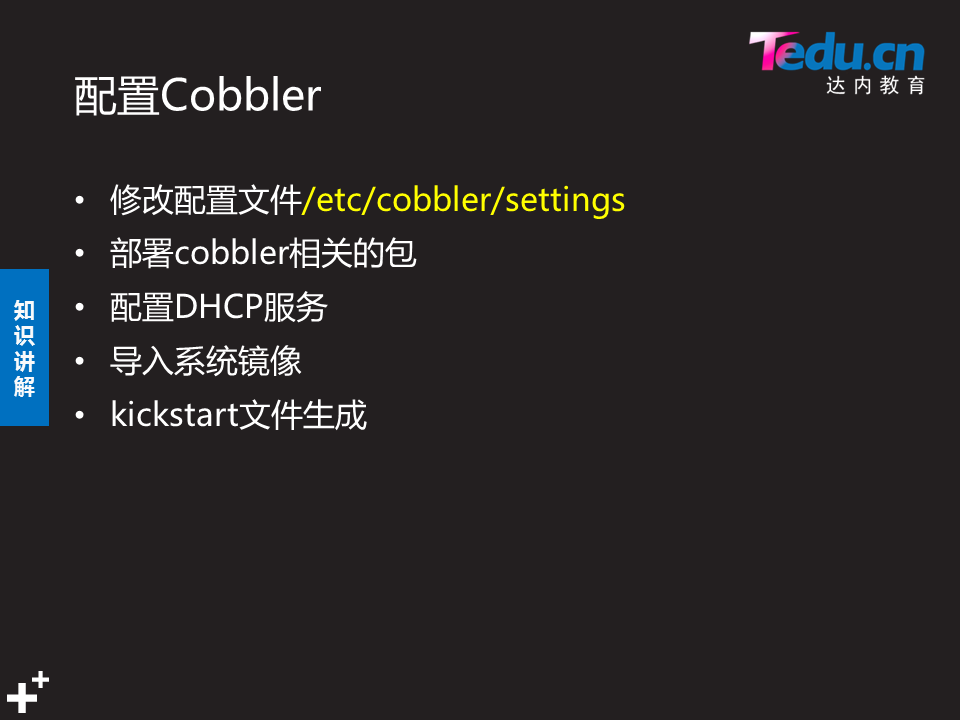 Tedu.cn
达内教育
配置Cobbler
• 修改配置文件/etc/cobbler/settings
• 部署cobbler相关的包
• 配置DHCP服务
• 导入系统镜像
• kickstart文件生成
知
识
讲
解